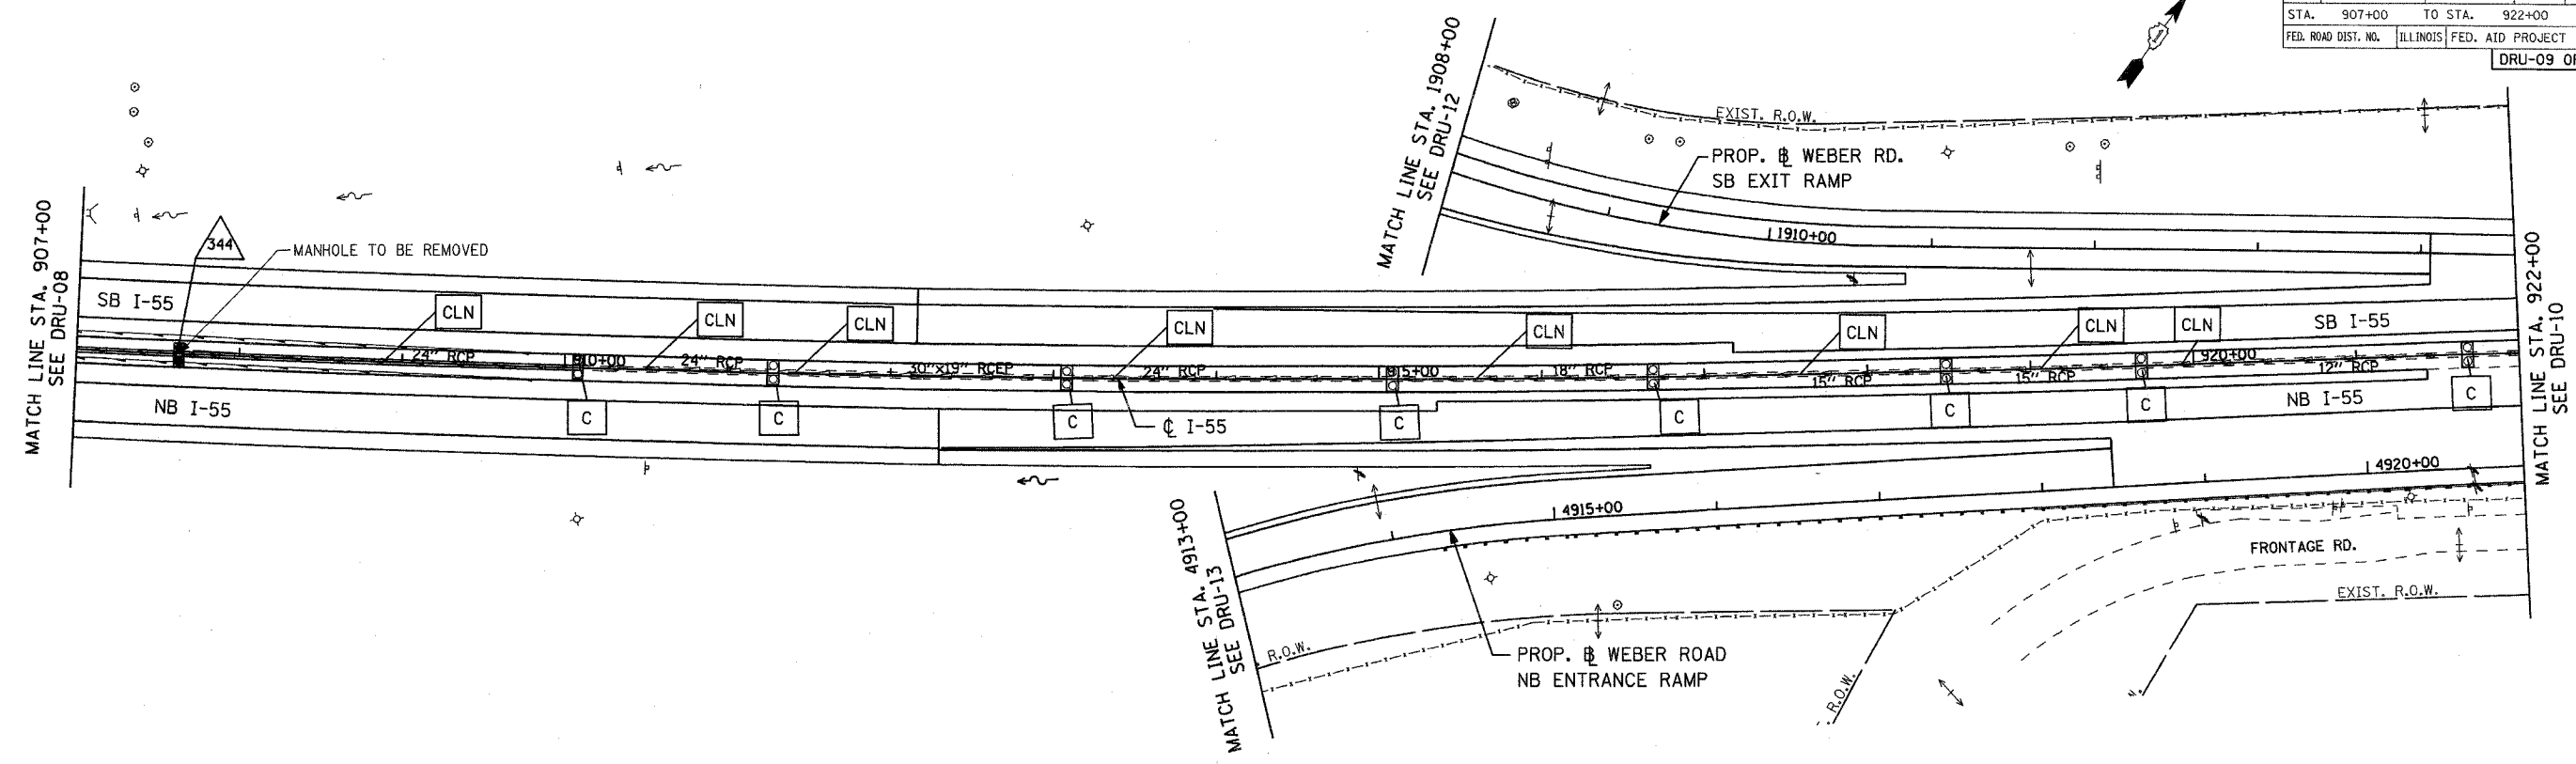 STA. 907+00 TO STA. 922+00
FED. ROAD DIST. NO. ILLINOIS FED. AID PROJECT
DRU-09 OF
MATCH LINE STA. 1908+00
SEE DRU-12
EXIST. R.O.W.
PROP. BL WEBER RD.
SB EXIT RAMP
1910+00
MATCH LINE STA. 907+00
SEE DRU-08
344
MANHOLE TO BE REMOVED
SB I-55
CLN
CLN
CLN
CLN
CLN
CLN
CLN
CLN
SB I-55
MATCH LINE STA. 922+00
SEE DRU-10
24" RCP
910+00
24" RCP
30"x19" RCEP
24" RCP
915+00
18" RCP
15" RCP
15" RCP
920+00
12" RCP
NB I-55
C
C
C
CL I-55
C
C
C
C
NB I-55
C
4920+00
4915+00
MATCH LINE STA. 4913+00
SEE DRU-13
FRONTAGE RD.
EXIST. R.O.W.
R.O.W.
PROP. BL WEBER ROAD
NB ENTRANCE RAMP
R.O.W.